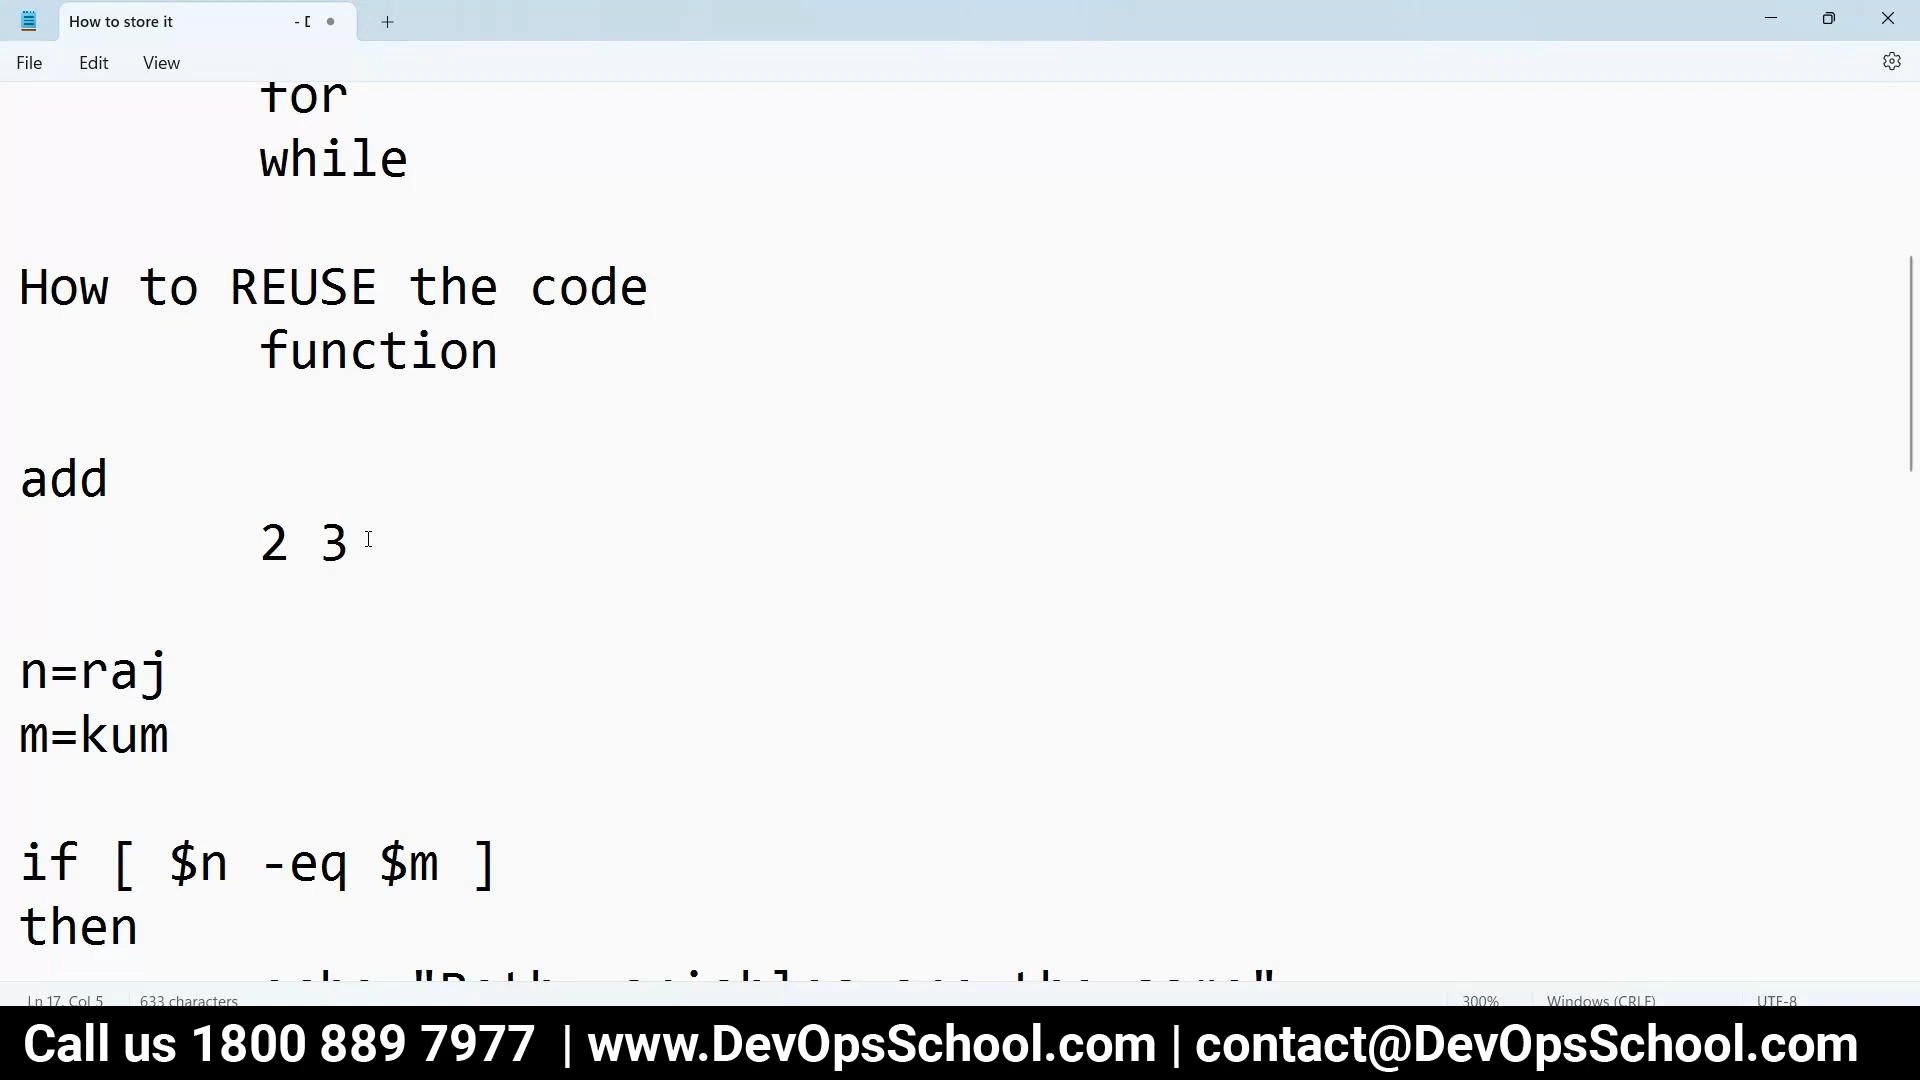 How to store it - D
File Edit View
for
while
How to REUSE the code
function
add
2 3
n=raj
m=kum
if [ $n -eq $m ]
then
Ln 17, Col 5 633 characters 300% Windows (CRLF) UTF-8
Call us 1800 889 7977 | www.DevOpsSchool.com | contact@DevOpsSchool.com